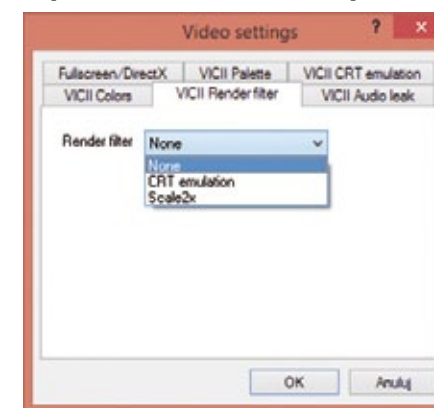 Video settings ? x
Fullscreen/DirectX VICII Palette VICII CRT emulation
VICII Colors VICII Render filter VICII Audio leak
Render filter None
None
CRT emulation
Scale2x
OK Anuluj